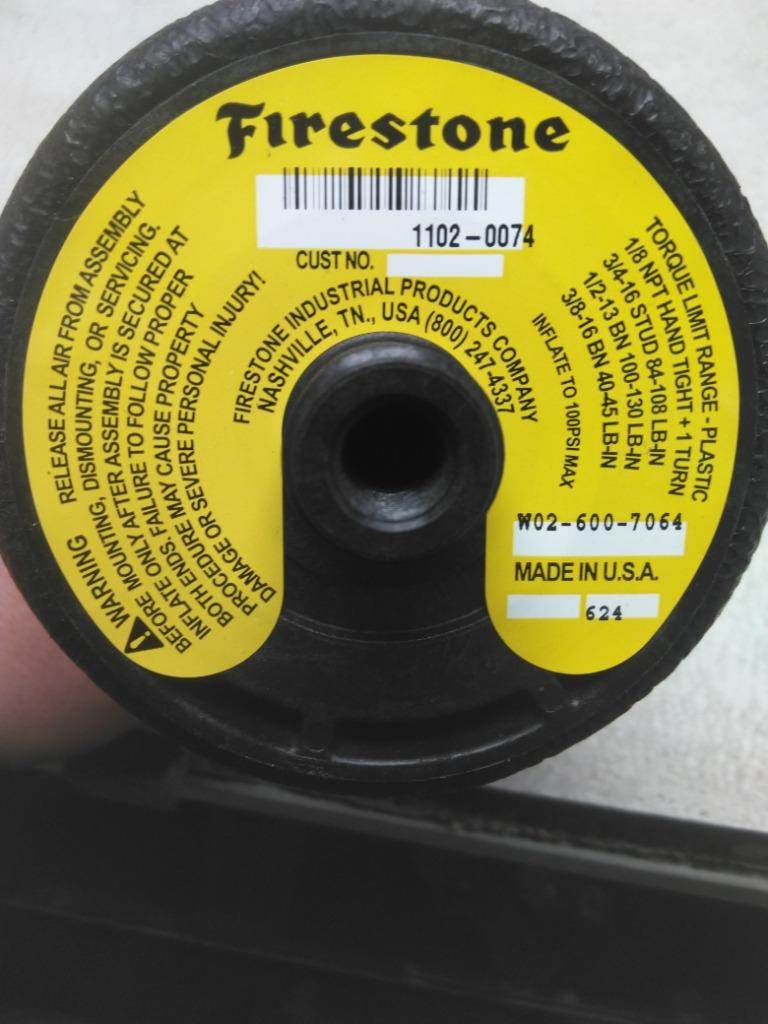 Firestone
1102-0074
CUST NO.
FIRESTONE INDUSTRIAL PRODUCTS COMPANY
NASHVILLE, TN., USA (800) 247-4337
WARNING RELEASE ALL AIR FROM ASSEMBLY
BEFORE MOUNTING, DISMOUNTING, OR SERVICING.
INFLATE ONLY AFTER ASSEMBLY IS SECURED AT
BOTH ENDS. FAILURE TO FOLLOW PROPER
PROCEDURE MAY CAUSE PROPERTY
DAMAGE OR SEVERE PERSONAL INJURY!
TORQUE LIMIT RANGE - PLASTIC
1/8 NPT HAND TIGHT + 1 TURN
3/4-16 STUD 84-108 LB-IN
1/2-13 BN 100-130 LB-IN
3/8-16 BN 40-45 LB-IN
INFLATE TO 100PSI MAX
W02-600-7064
MADE IN U.S.A.
624